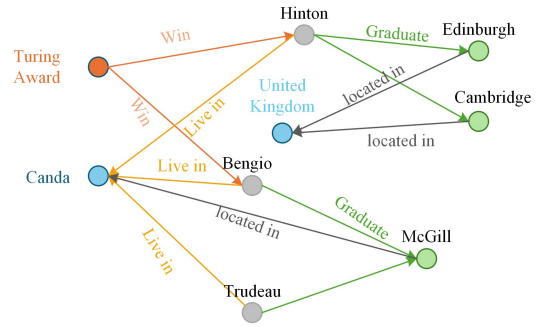 Hinton
Edinburgh
Graduate
Win
Turing
Award
United
Kingdom
located in
Cambridge
located in
Win
Live in
Live in
Bengio
Canda
Graduate
located in
McGill
Live in
Trudeau